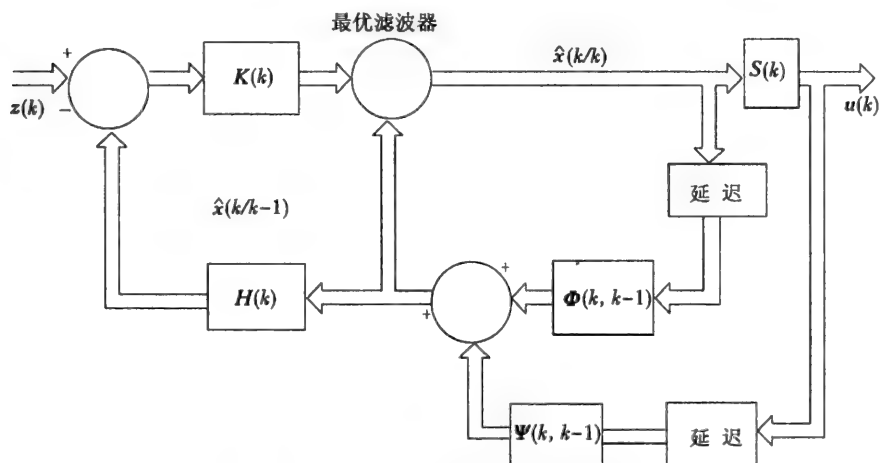 最优滤波器
+
z(k)
−
K(k)
x̂(k/k)
S(k)
u(k)
延 迟
x̂(k/k−1)
H(k)
+
+
Φ(k, k−1)
Ψ(k, k−1)
延 迟